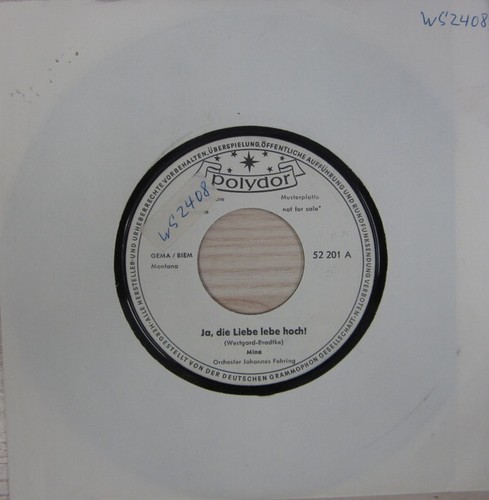 WS2408
ALLE HERSTELLER-UND URHEBERRECHTE VORBEHALTEN, ÜBERSPIELUNG, ÖFFENTLICHE AUFFÜHRUNG UND RUNDFUNKSENDUNG VERBOTEN-
polydor
WS2408
Musterplatte
not for sale"
GEMA / BIEM
52 201 A
Montana
Ja, die Liebe lebe hoch!
(Westgard-Bradtke)
Mina
Orchester Johannes Fehring
HERGESTELLT VON DER DEUTSCHEN GRAMMOPHON GESELLSCHAFT-